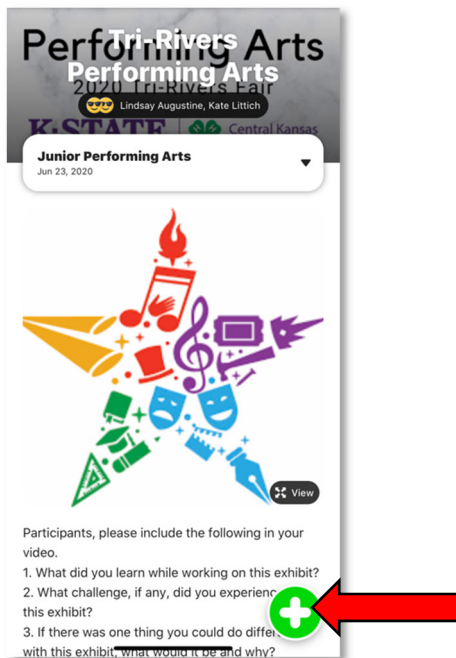 Performing Arts
Tri-Rivers
Performing Arts
2020 Tri-Rivers Fair
Lindsay Augustine, Kate Littich
K-STATE Central Kansas
Junior Performing Arts
Jun 23, 2020
View
Participants, please include the following in your
video.
1. What did you learn while working on this exhibit?
2. What challenge, if any, did you experienc
this exhibit?
3. If there was one thing you could do differ
with this exhibit, what would it be and why?